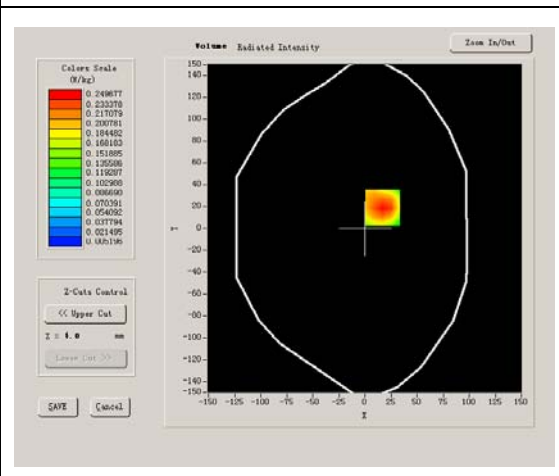 Volume Radiated Intensity
Zoom In/Out
Colors Scale
(W/kg)
0.249677
0.233378
0.217079
0.200781
0.184482
0.168183
0.151885
0.135586
0.119287
0.102988
0.086690
0.070391
0.054092
0.037794
0.021495
0.005196
Z-Cuts Control
<< Upper Cut
Z = 4.0 mm
Lower Cut >>
SAVE
Cancel
150
140
120
100
80
60
40
20
0
-20
-40
-60
-80
-100
-120
-140
-150
Y
-150 -125 -100 -75 -50 -25 0 25 50 75 100 125 150
X